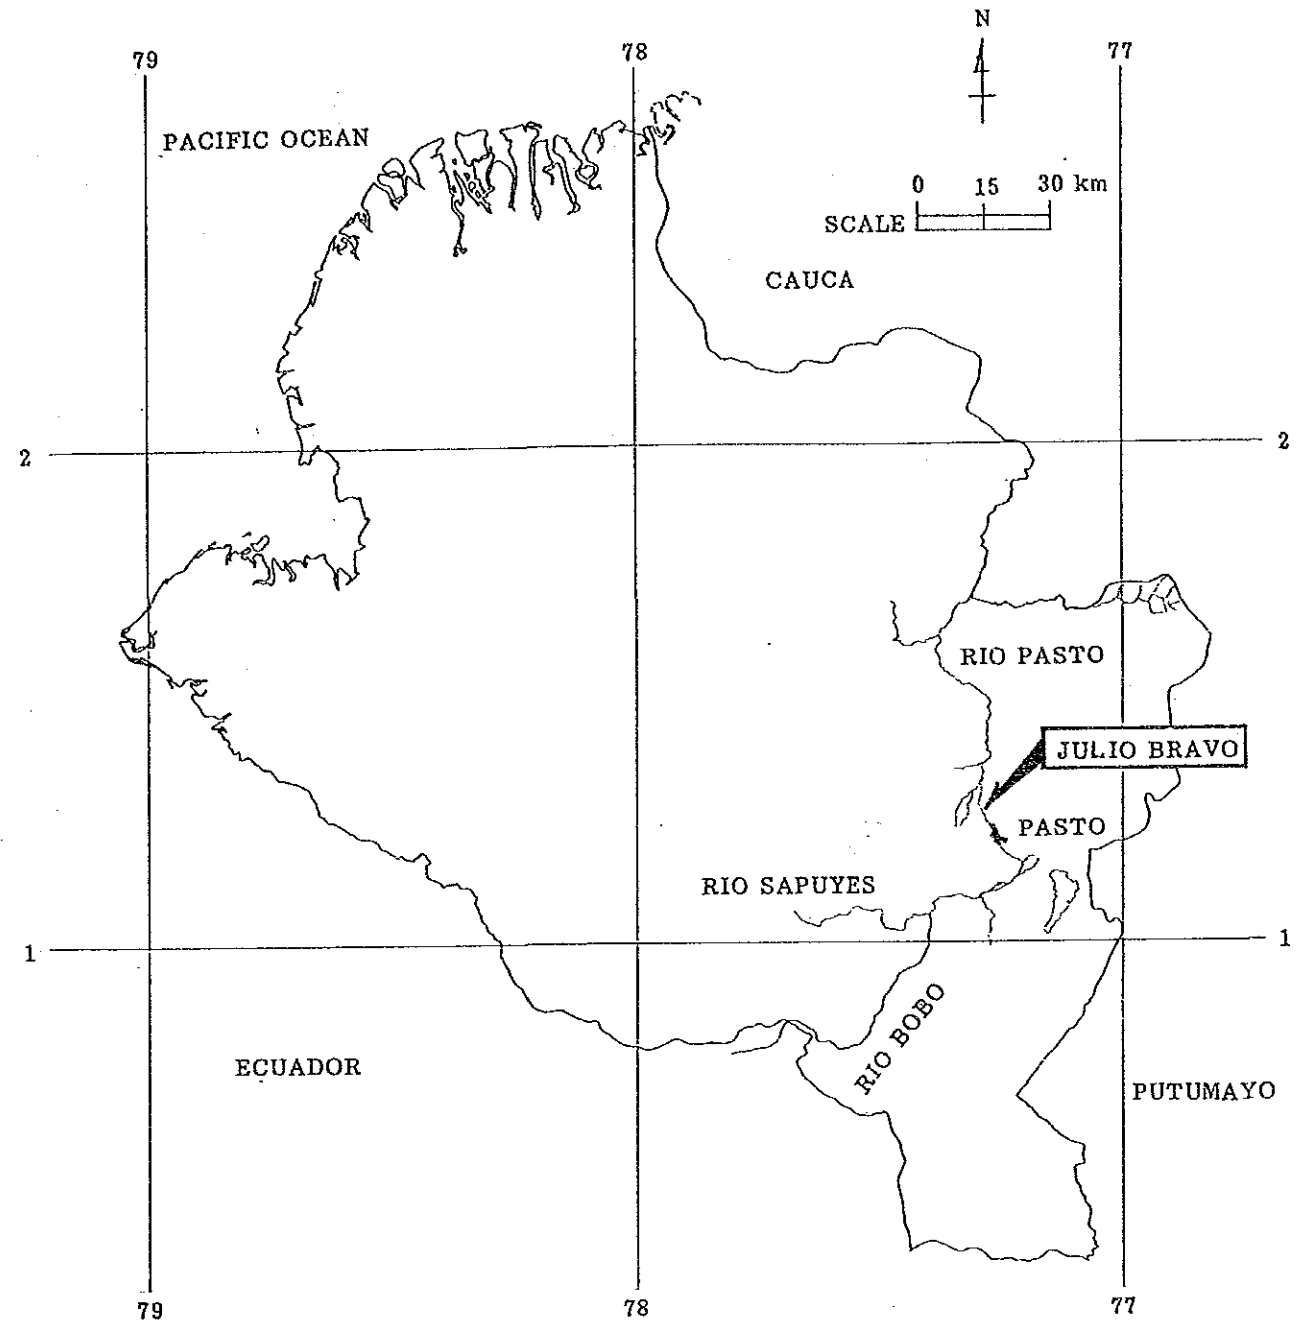 N
79
78
77
PACIFIC OCEAN
0 15 30 km
SCALE
CAUCA
2
2
RIO PASTO
JULIO BRAVO
PASTO
RIO SAPUYES
1
1
RIO BOBO
ECUADOR
PUTUMAYO
79
78
77